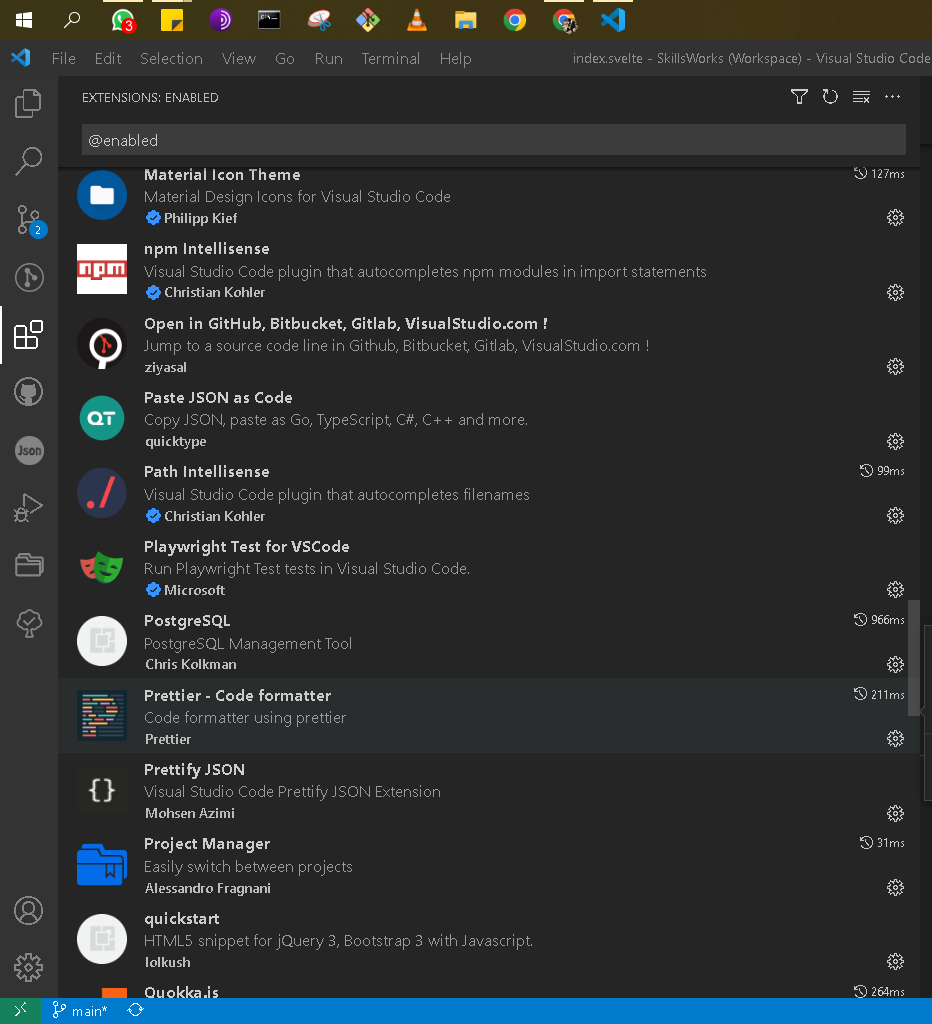 3
File Edit Selection View Go Run Terminal Help index.svelte - SkillsWorks (Workspace) - Visual Studio Code
EXTENSIONS: ENABLED
@enabled
Material Icon Theme 127ms
Material Design Icons for Visual Studio Code
Philipp Kief
2
npm Intellisense
npm
Visual Studio Code plugin that autocompletes npm modules in import statements
Christian Kohler
Open in GitHub, Bitbucket, Gitlab, VisualStudio.com !
Jump to a source code line in Github, Bitbucket, Gitlab, VisualStudio.com !
ziyasal
Paste JSON as Code
QT
Copy JSON, paste as Go, TypeScript, C#, C++ and more.
quicktype
Json
Path Intellisense 99ms
./
Visual Studio Code plugin that autocompletes filenames
Christian Kohler
Playwright Test for VSCode
Run Playwright Test tests in Visual Studio Code.
Microsoft
PostgreSQL 966ms
PostgreSQL Management Tool
Chris Kolkman
Prettier - Code formatter 211ms
Code formatter using prettier
Prettier
Prettify JSON
{}
Visual Studio Code Prettify JSON Extension
Mohsen Azimi
Project Manager 31ms
Easily switch between projects
Alessandro Fragnani
quickstart
HTML5 snippet for jQuery 3, Bootstrap 3 with Javascript.
lolkush
Quokka.js 264ms
main*